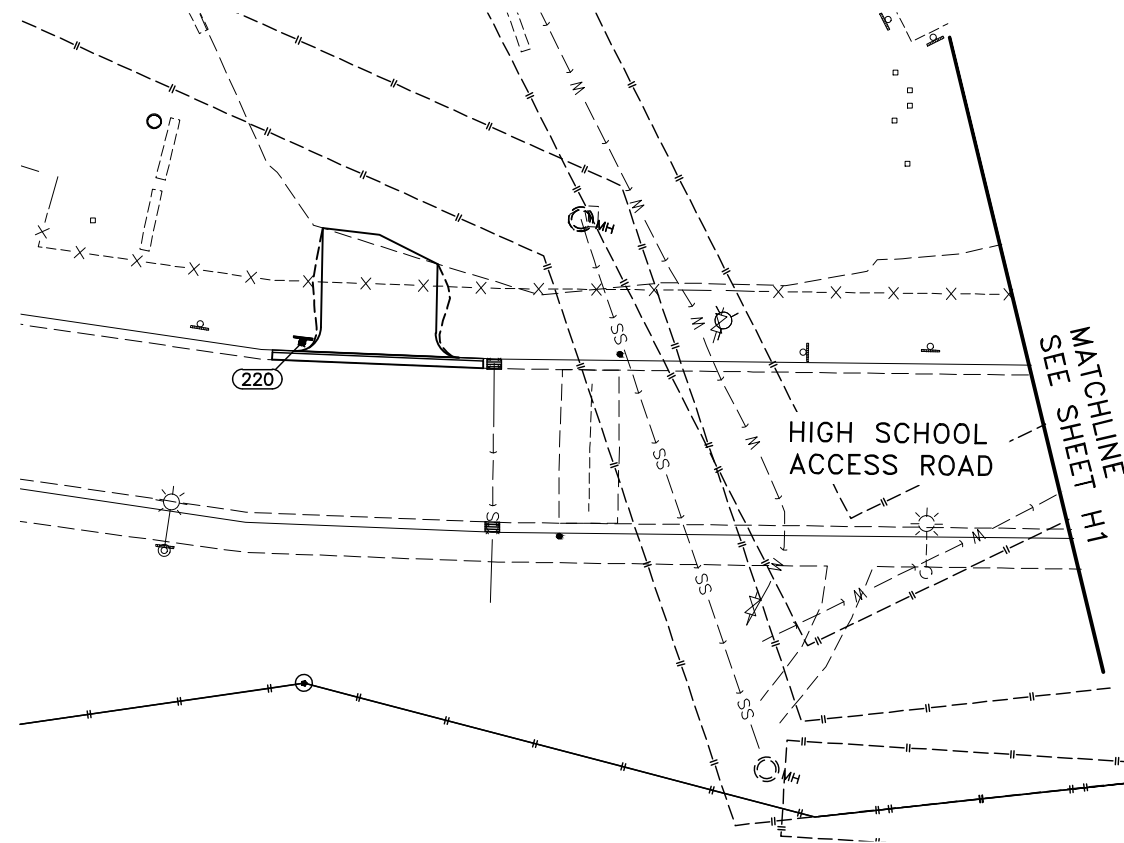 MH
220
HIGH SCHOOL
ACCESS ROAD
MATCHLINE
SEE SHEET H1
W
W
W
W
W
W
W
SS
SS
SS
SS
S
MH